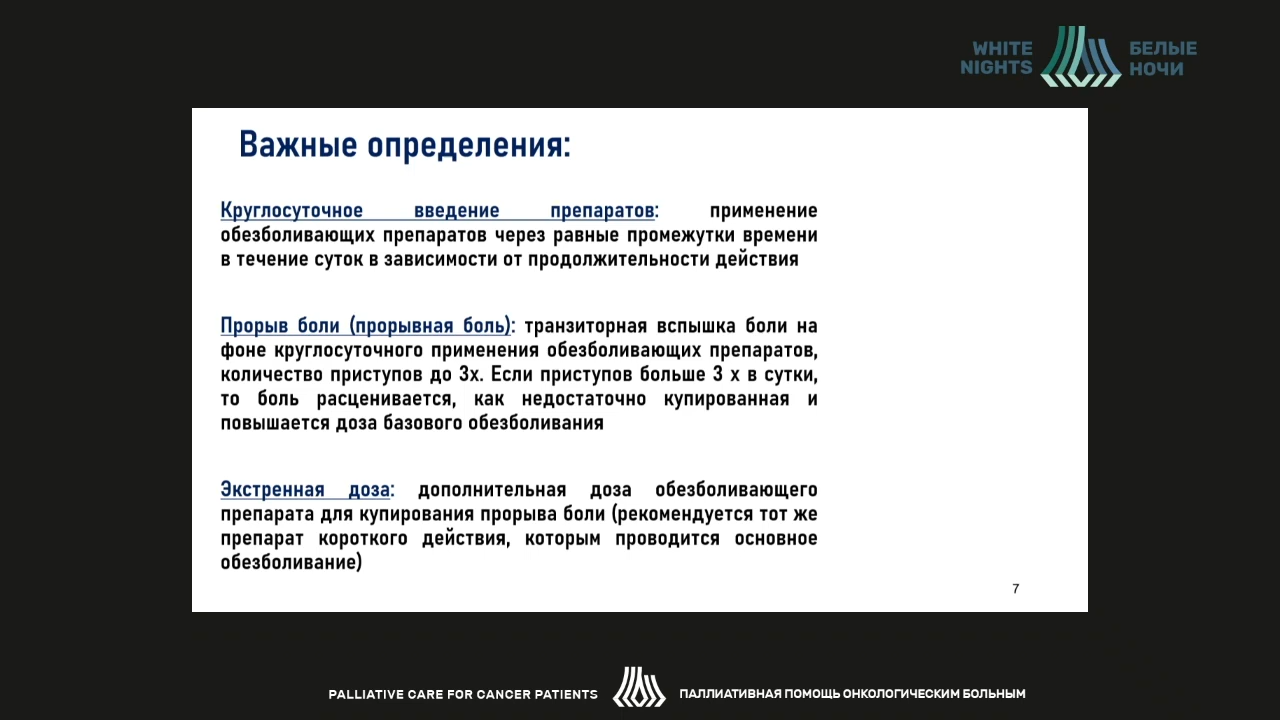 WHITE NIGHTS
БЕЛЫЕ НОЧИ
Важные определения:
Круглосуточное введение препаратов: применение
обезболивающих препаратов через равные промежутки времени
в течение суток в зависимости от продолжительности действия
Прорыв боли (прорывная боль): транзиторная вспышка боли на
фоне круглосуточного применения обезболивающих препаратов,
количество приступов до 3х. Если приступов больше 3 х в сутки,
то боль расценивается, как недостаточно купированная и
повышается доза базового обезболивания
Экстренная доза: дополнительная доза обезболивающего
препарата для купирования прорыва боли (рекомендуется тот же
препарат короткого действия, которым проводится основное
обезболивание)
7
PALLIATIVE CARE FOR CANCER PATIENTS
ПАЛЛИАТИВНАЯ ПОМОЩЬ ОНКОЛОГИЧЕСКИМ БОЛЬНЫМ